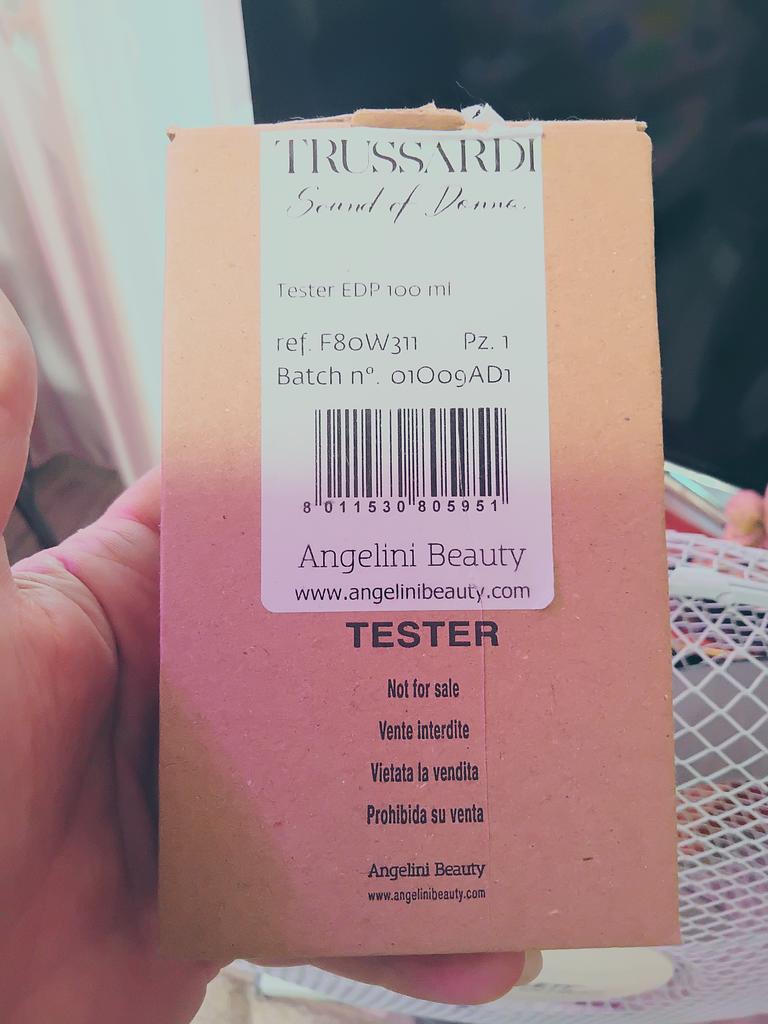 TRUSSARDI
Sound of Donna.
Tester EDP 100 ml
ref. F80W311 Pz. 1
Batch n°. 01O09AD1
8 011530 805951
Angelini Beauty
www.angelinibeauty.com
TESTER
Not for sale
Vente interdite
Vietata la vendita
Prohibida su venta
Angelini Beauty
www.angelinibeauty.com